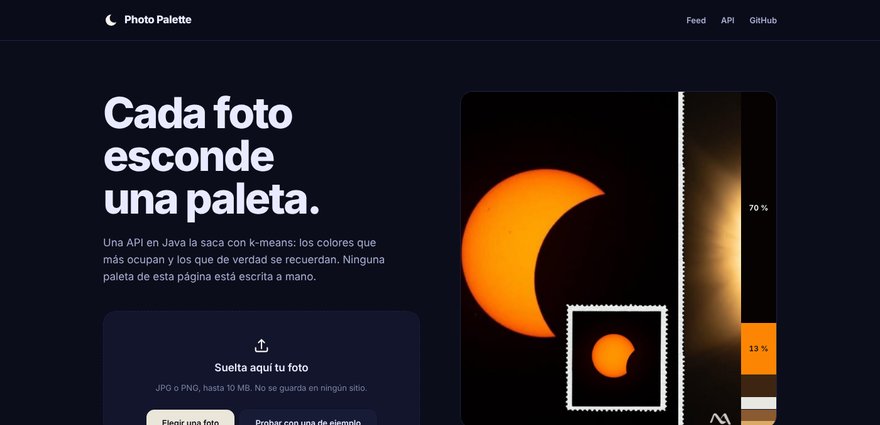 Photo Palette
Feed API GitHub
Cada foto
esconde
una paleta.
Una API en Java la saca con k-means: los colores que
más ocupan y los que de verdad se recuerdan. Ninguna
paleta de esta página está escrita a mano.
Suelta aquí tu foto
JPG o PNG, hasta 10 MB. No se guarda en ningún sitio.
Elegir una foto Probar con una de ejemplo
70 %
13 %